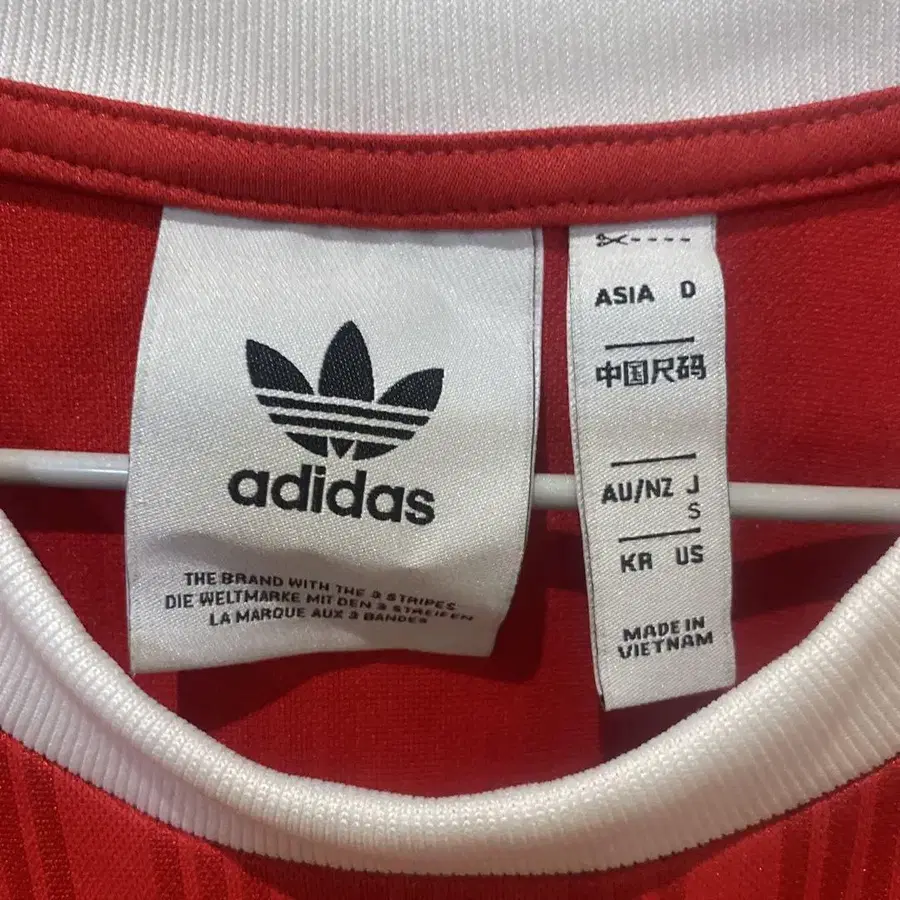 adidas
THE BRAND WITH THE 3 STRIPES
DIE WELTMARKE MIT DEN 3 STREIFEN
LA MARQUE AUX 3 BANDES
ASIA D
中国尺码
AU/NZ J
S
KR US
MADE IN
VIETNAM